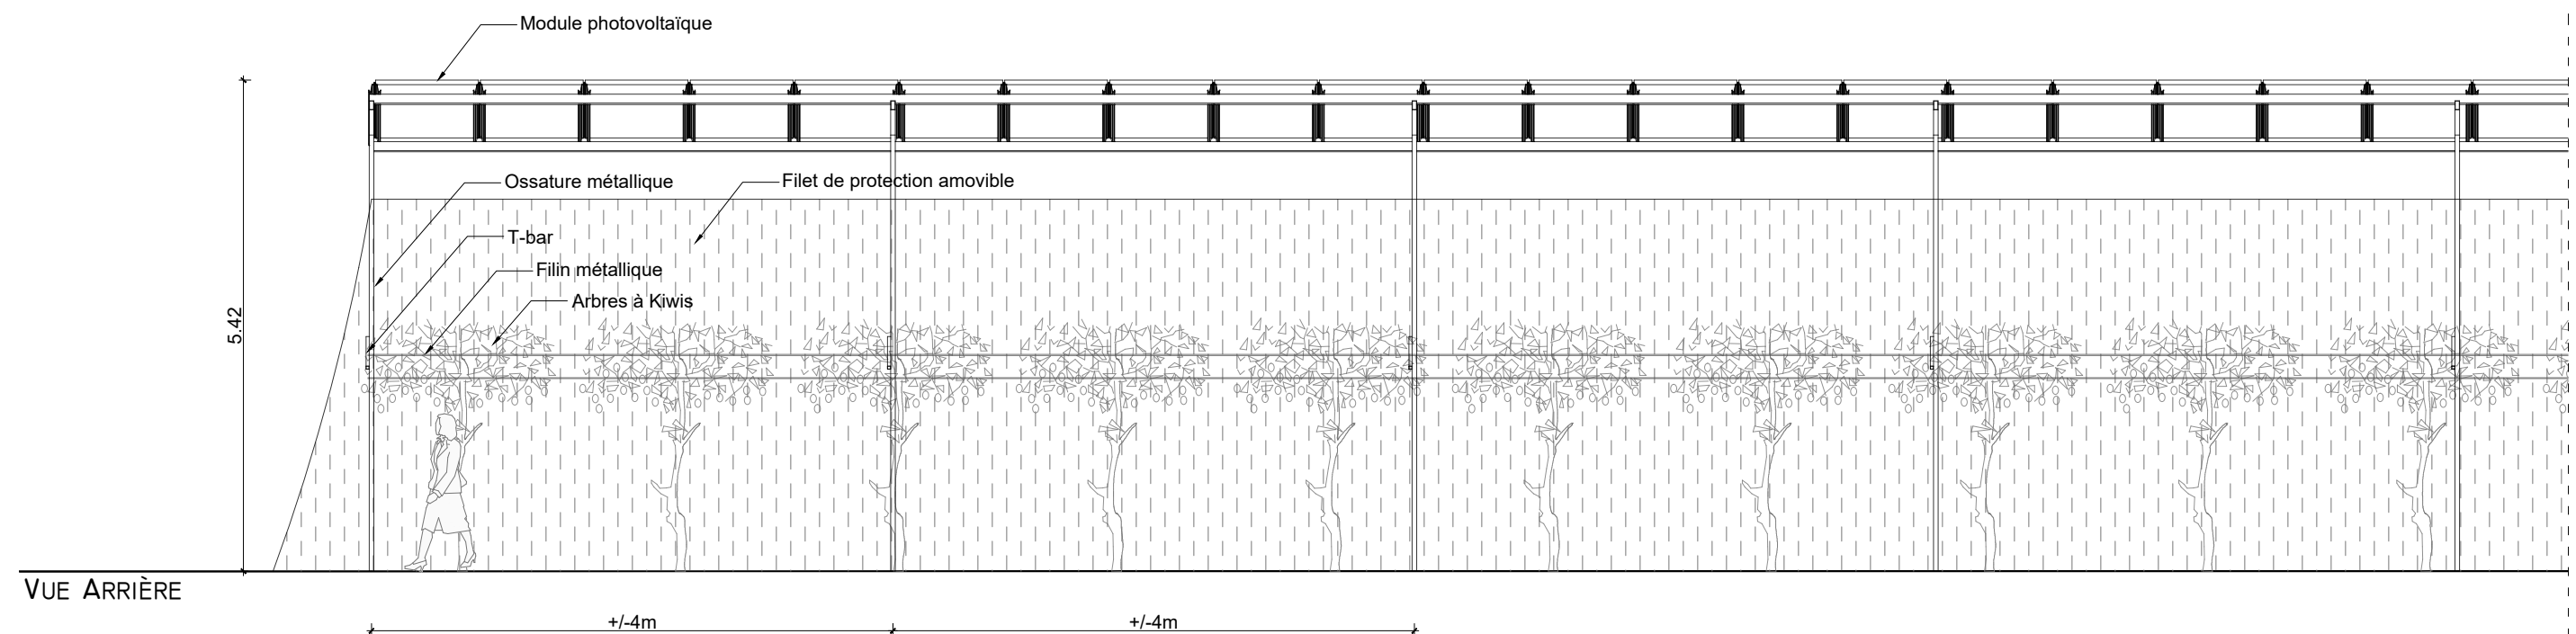 Module photovoltaïque
Ossature métallique
Filet de protection amovible
T-bar
Filin métallique
Arbres à Kiwis
5.42
VUE ARRIÈRE
+/-4m
+/-4m